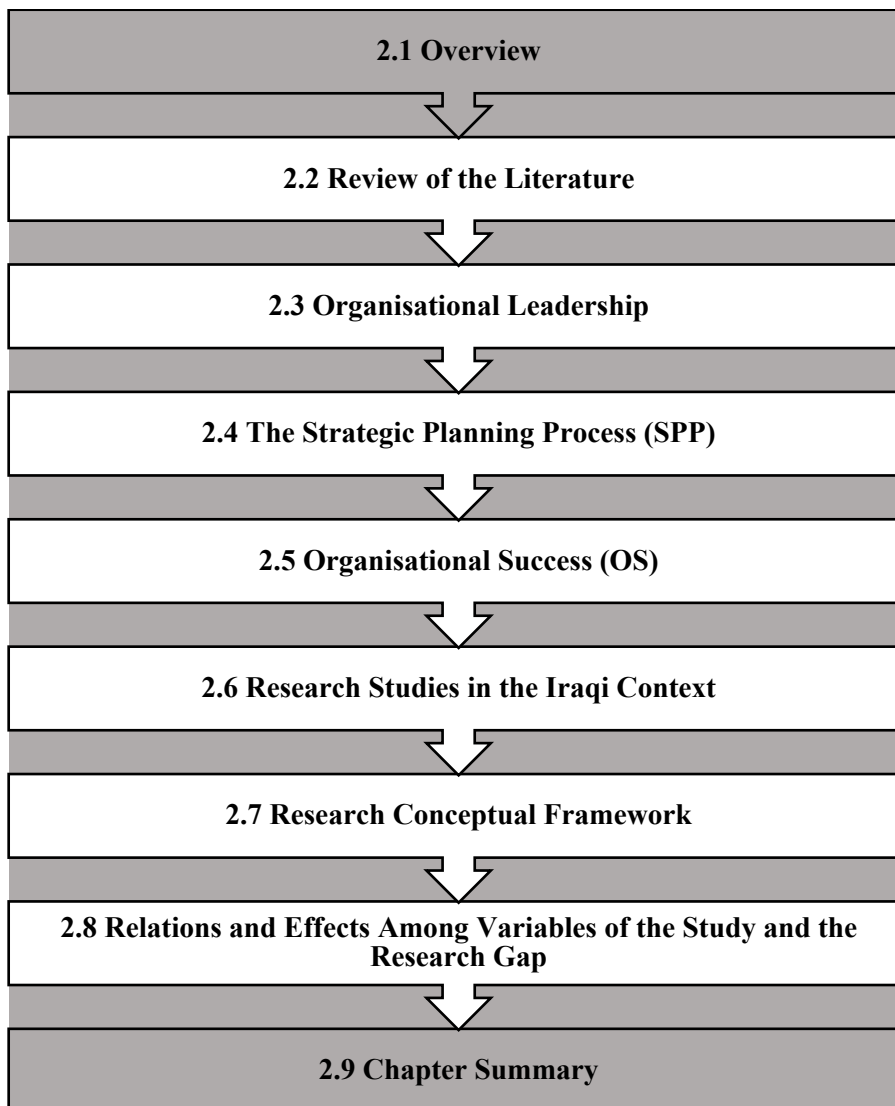 2.1 Overview
2.2 Review of the Literature
2.3 Organisational Leadership
2.4 The Strategic Planning Process (SPP)
2.5 Organisational Success (OS)
2.6 Research Studies in the Iraqi Context
2.7 Research Conceptual Framework
2.8 Relations and Effects Among Variables of the Study and the
Research Gap
2.9 Chapter Summary